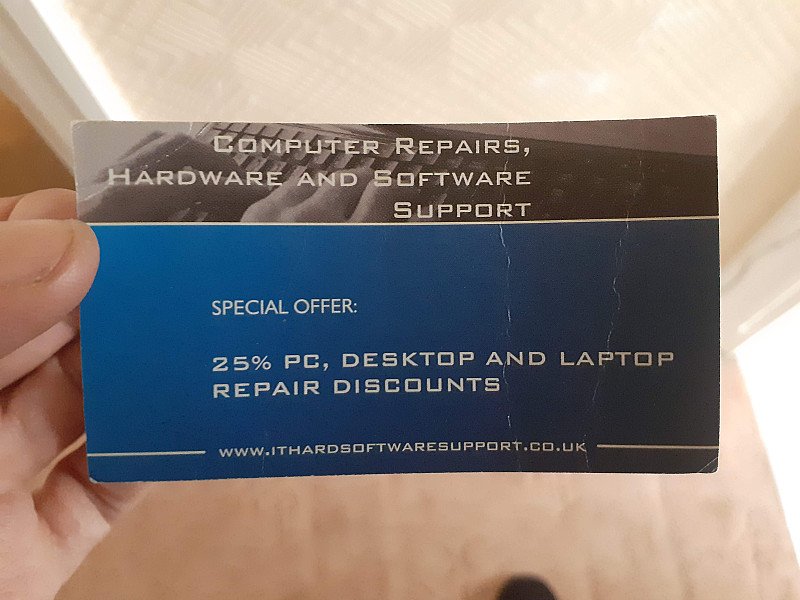 Computer Repairs,
Hardware and Software
Support
SPECIAL OFFER:
25% PC, DESKTOP AND LAPTOP
REPAIR DISCOUNTS
WWW.ITHARDSOFTWARESUPPORT.CO.UK